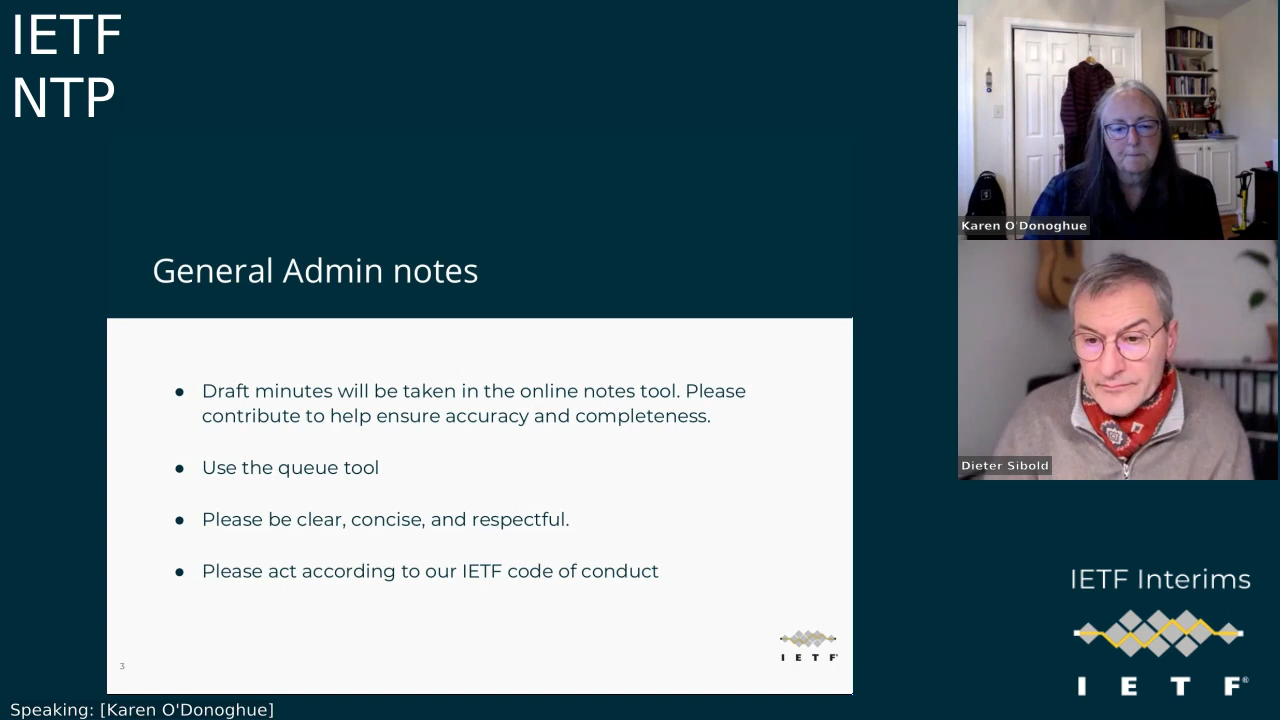 IETF
NTP
General Admin notes
● Draft minutes will be taken in the online notes tool. Please
contribute to help ensure accuracy and completeness.
● Use the queue tool
● Please be clear, concise, and respectful.
● Please act according to our IETF code of conduct
3
I E T F®
Speaking: [Karen O'Donoghue]
Karen O'Donoghue
Dieter Sibold
IETF Interims
I E T F®